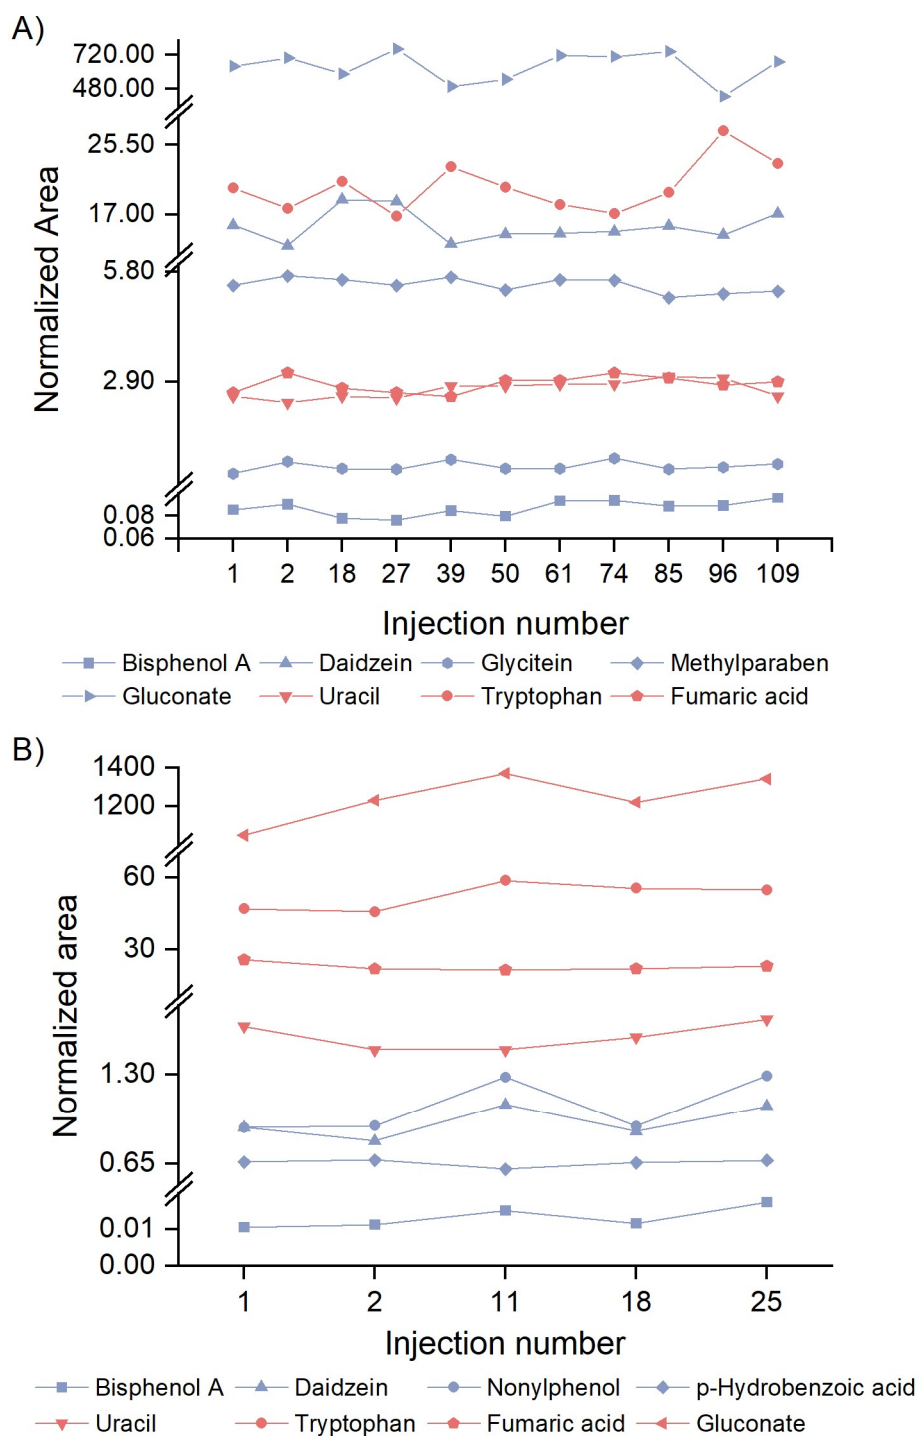 A)
720.00
480.00
25.50
17.00
5.80
2.90
0.08
0.06
Normalized Area
1 2 18 27 39 50 61 74 85 96 109
Injection number
Bisphenol A Daidzein Glycitein Methylparaben
Gluconate Uracil Tryptophan Fumaric acid
B)
1400
1200
60
30
1.30
0.65
0.01
0.00
Normalized area
1 2 11 18 25
Injection number
Bisphenol A Daidzein Nonylphenol p-Hydrobenzoic acid
Uracil Tryptophan Fumaric acid Gluconate